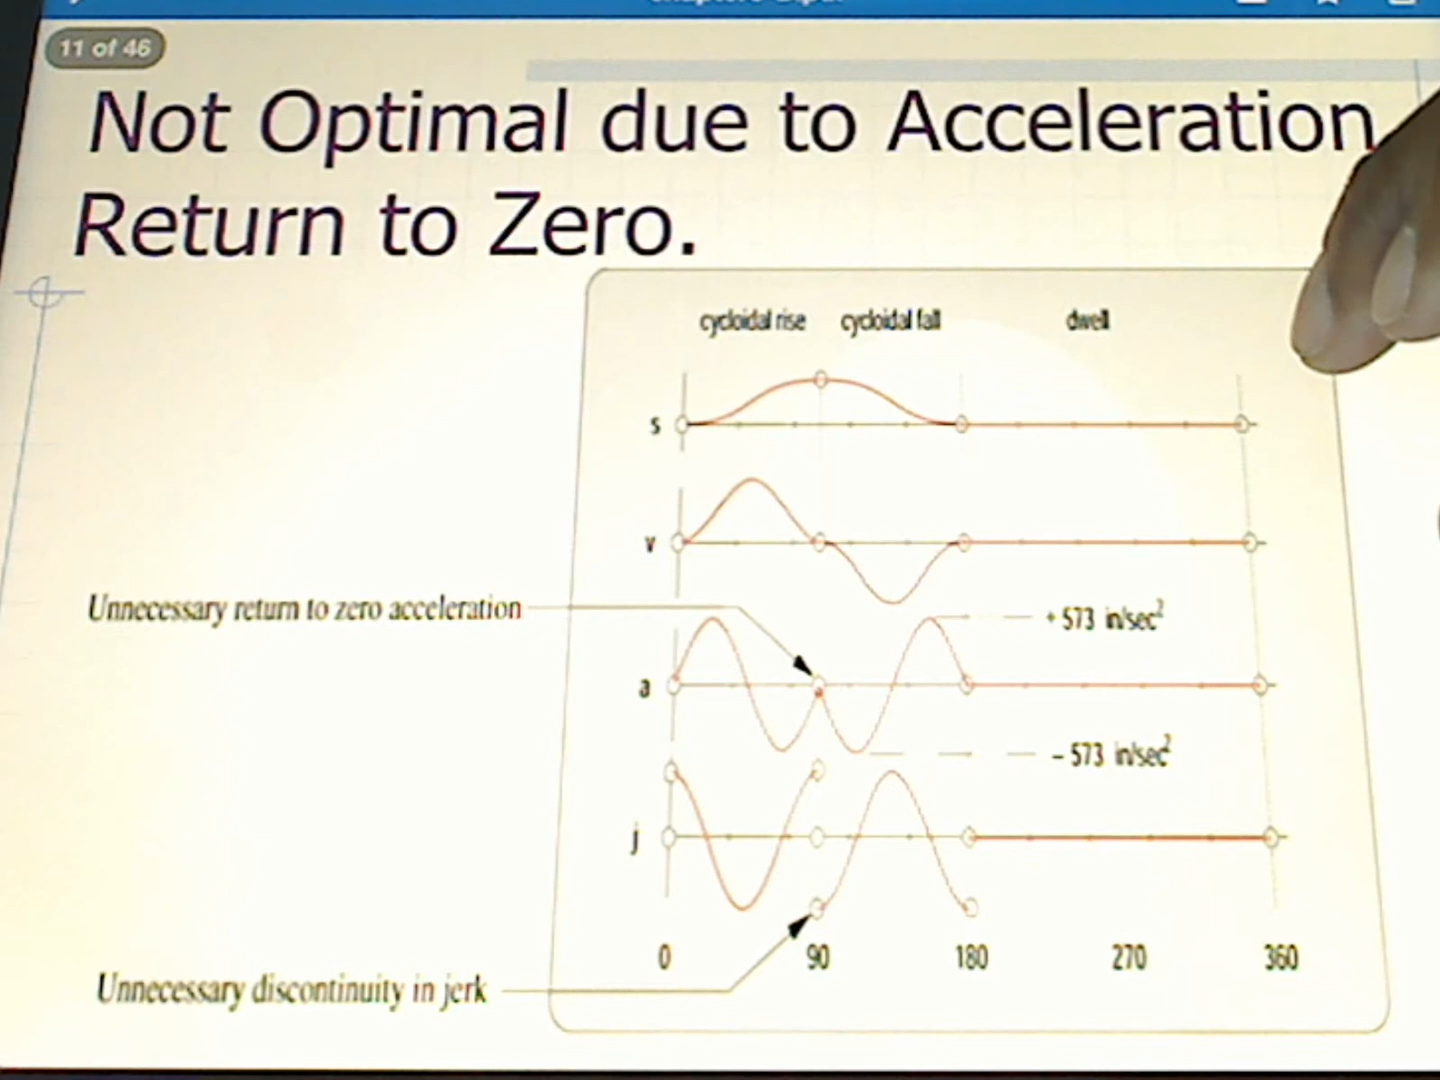 11 of 46
Not Optimal due to Acceleration
Return to Zero.
cycloidal rise cycloidal fall dwell
s
v
Unnecessary return to zero acceleration
+ 573 in/sec²
a
– 573 in/sec²
j
0 90 180 270 360
Unnecessary discontinuity in jerk